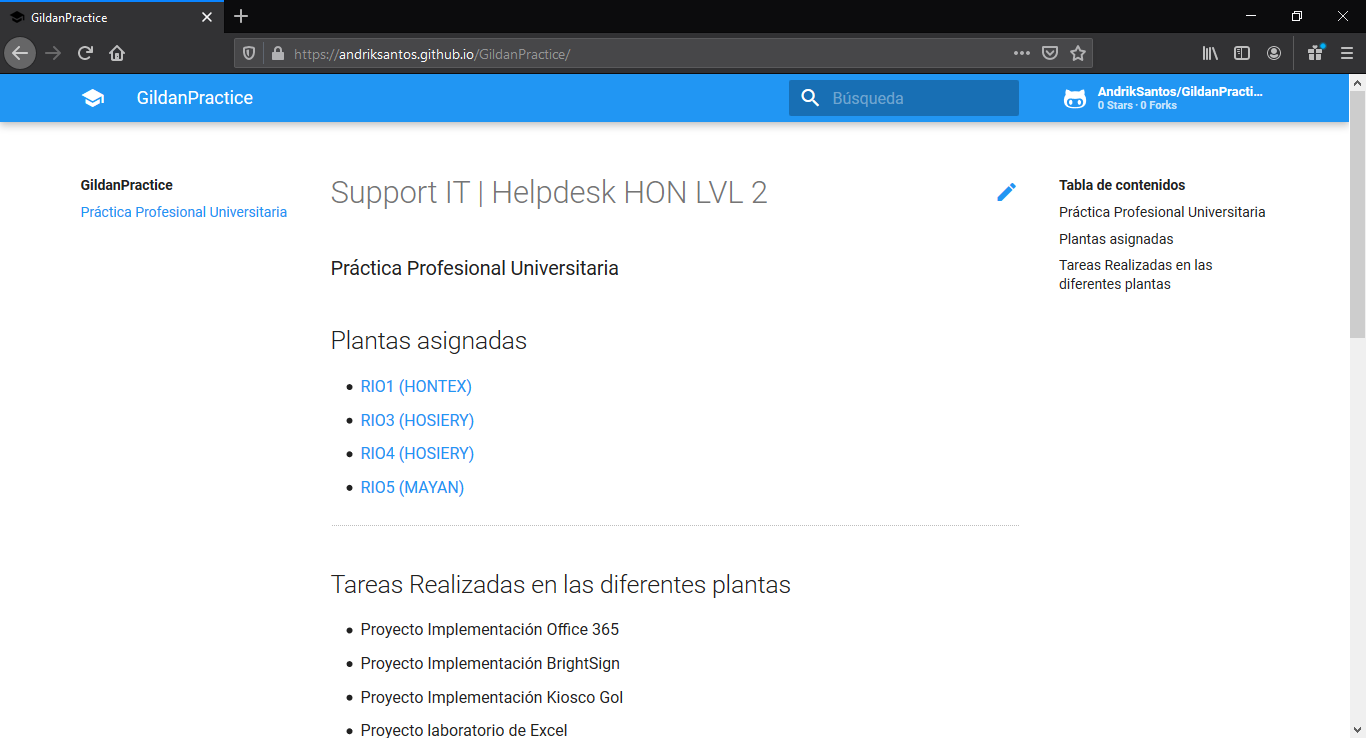 GildanPractice
https://andriksantos.github.io/GildanPractice/
GildanPractice
Búsqueda
AndrikSantos/GildanPracti...
0 Stars · 0 Forks
GildanPractice
Práctica Profesional Universitaria
Support IT | Helpdesk HON LVL 2
Práctica Profesional Universitaria
Plantas asignadas
RIO1 (HONTEX)
RIO3 (HOSIERY)
RIO4 (HOSIERY)
RIO5 (MAYAN)
Tareas Realizadas en las diferentes plantas
Proyecto Implementación Office 365
Proyecto Implementación BrightSign
Proyecto Implementación Kiosco Gol
Proyecto laboratorio de Excel
Tabla de contenidos
Práctica Profesional Universitaria
Plantas asignadas
Tareas Realizadas en las
diferentes plantas